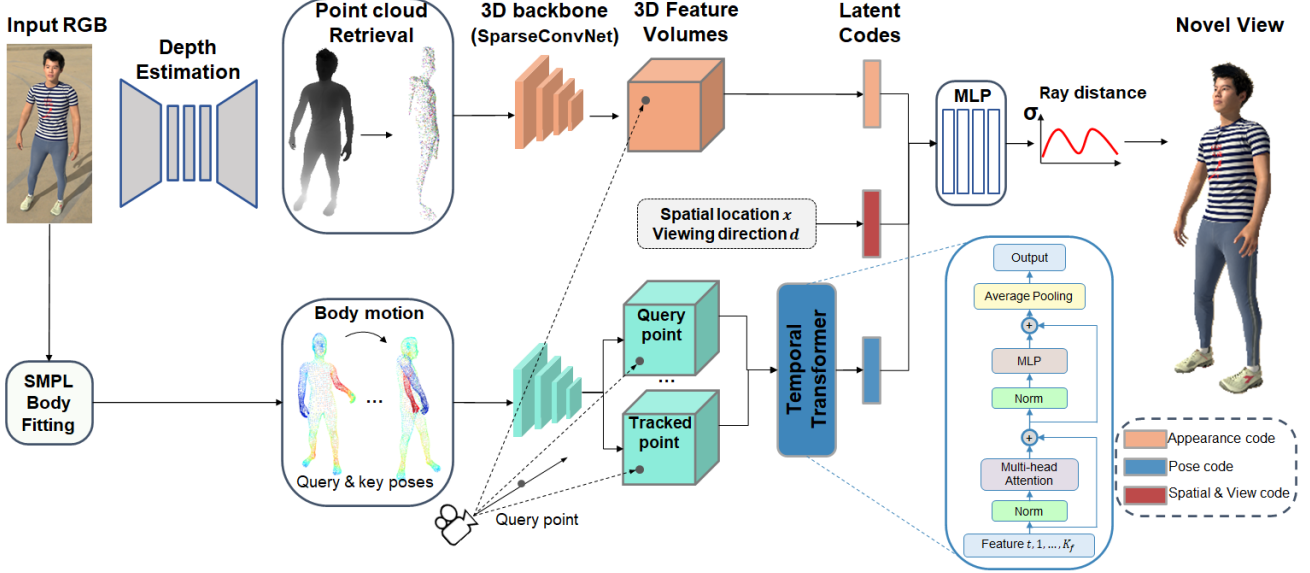 Input RGB
Depth
Estimation
Point cloud
Retrieval
3D backbone
(SparseConvNet)
3D Feature
Volumes
Latent
Codes
MLP
Ray distance
σ
Novel View
Spatial location x
Viewing direction d
SMPL
Body
Fitting
Body motion
...
Query & key poses
Query
point
...
Tracked
point
Query point
Temporal
Transformer
Output
Average Pooling
+
MLP
Norm
+
Multi-head
Attention
Norm
Feature t, 1, ..., K_f
Appearance code
Pose code
Spatial & View code